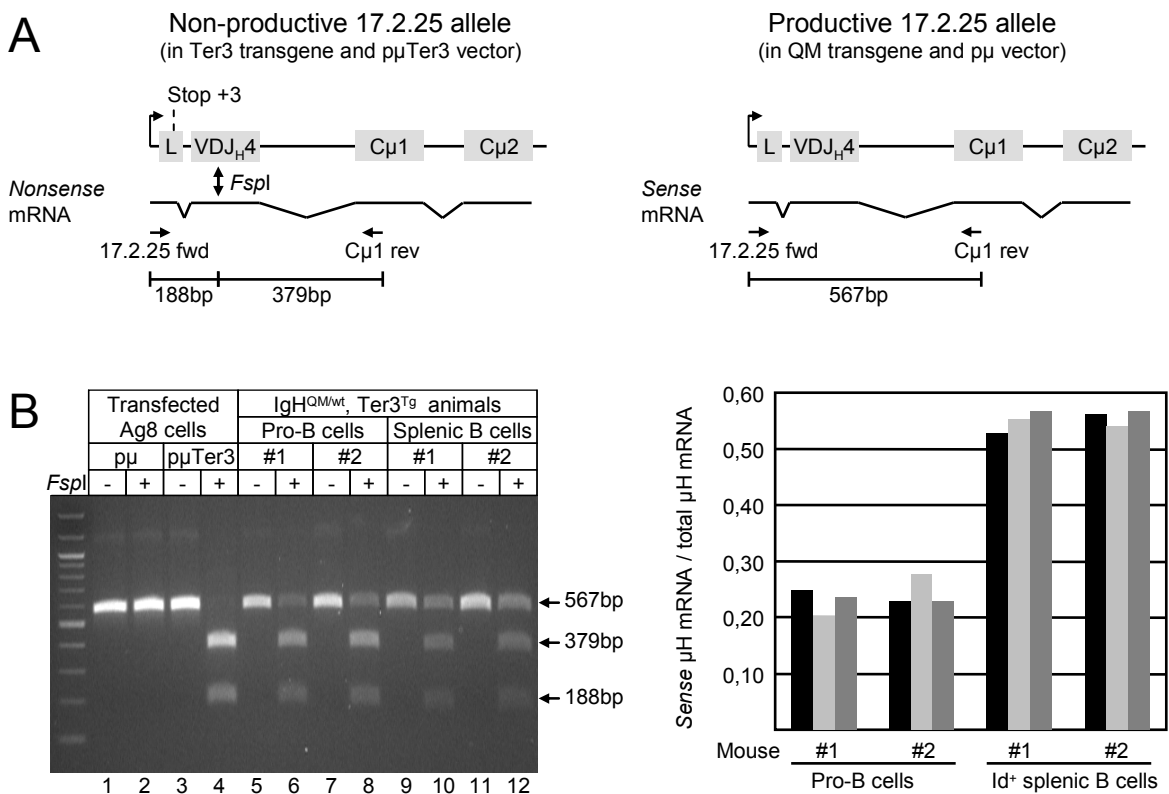 A
Non-productive 17.2.25 allele
(in Ter3 transgene and pµTer3 vector)
Stop +3
L VDJH4 Cµ1 Cµ2
FspI
Nonsense
mRNA
17.2.25 fwd Cµ1 rev
188bp 379bp
Productive 17.2.25 allele
(in QM transgene and pµ vector)
L VDJH4 Cµ1 Cµ2
Sense
mRNA
17.2.25 fwd Cµ1 rev
567bp
B
Transfected
Ag8 cells
IgHQM/wt, Ter3Tg animals
Pro-B cells Splenic B cells
pµ pµTer3 #1 #2 #1 #2
FspI - + - + - + - + - + - +
567bp
379bp
188bp
1 2 3 4 5 6 7 8 9 10 11 12
Sense µH mRNA / total µH mRNA
0,60
0,50
0,40
0,30
0,20
0,10
Mouse #1 #2 #1 #2
Pro-B cells Id+ splenic B cells